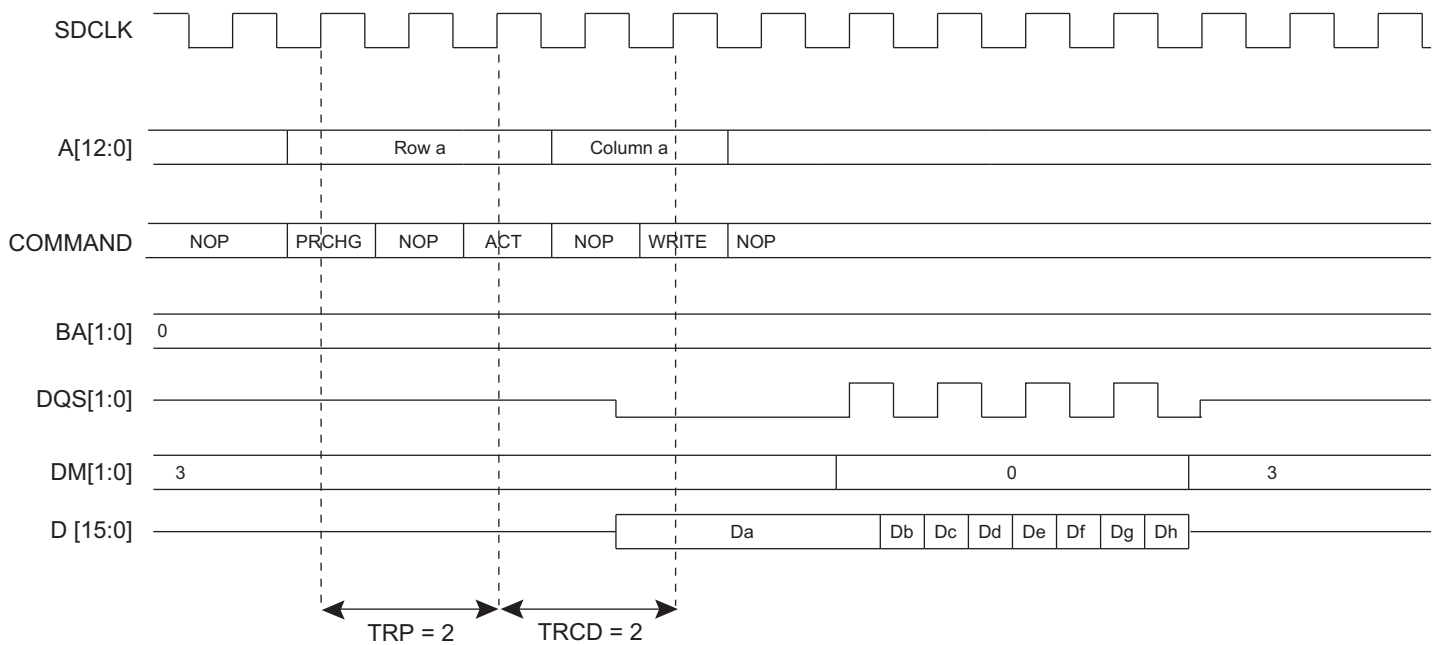 SDCLK
A[12:0] Row a Column a
COMMAND NOP PRCHG NOP ACT NOP WRITE NOP
BA[1:0] 0
DQS[1:0]
DM[1:0] 3 0 3
D [15:0] Da Db Dc Dd De Df Dg Dh
TRP = 2 TRCD = 2